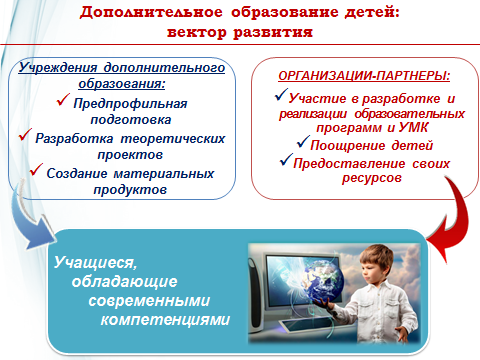 Дополнительное образование детей:
вектор развития
Учреждения дополнительного
образования:
Предпрофильная
подготовка
Разработка теоретических
проектов
Создание материальных
продуктов
ОРГАНИЗАЦИИ-ПАРТНЕРЫ:
Участие в разработке и
реализации образовательных
программ и УМК
Поощрение детей
Предоставление своих
ресурсов
Учащиеся,
обладающие
современными
компетенциями